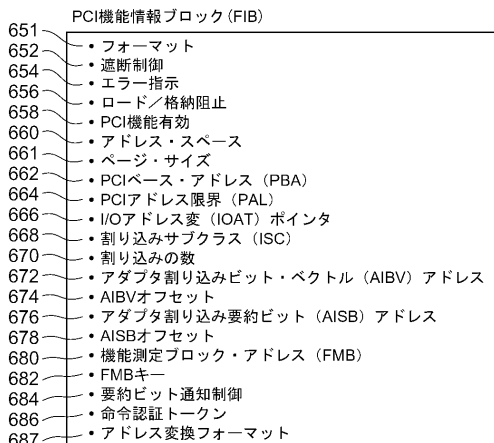 PCI機能情報ブロック(FIB)
651 • フォーマット
652 • 遮断制御
654 • エラー指示
656 • ロード／格納阻止
658 • PCI機能有効
660 • アドレス・スペース
661 • ページ・サイズ
662 • PCIベース・アドレス（PBA）
664 • PCIアドレス限界（PAL）
666 • I/Oアドレス変（IOAT）ポインタ
668 • 割り込みサブクラス（ISC）
670 • 割り込みの数
672 • アダプタ割り込みビット・ベクトル（AIBV）アドレス
674 • AIBVオフセット
676 • アダプタ割り込み要約ビット（AISB）アドレス
678 • AISBオフセット
680 • 機能測定ブロック・アドレス（FMB）
682 • FMBキー
684 • 要約ビット通知制御
686 • 命令認証トークン
687 • アドレス変換フォーマット